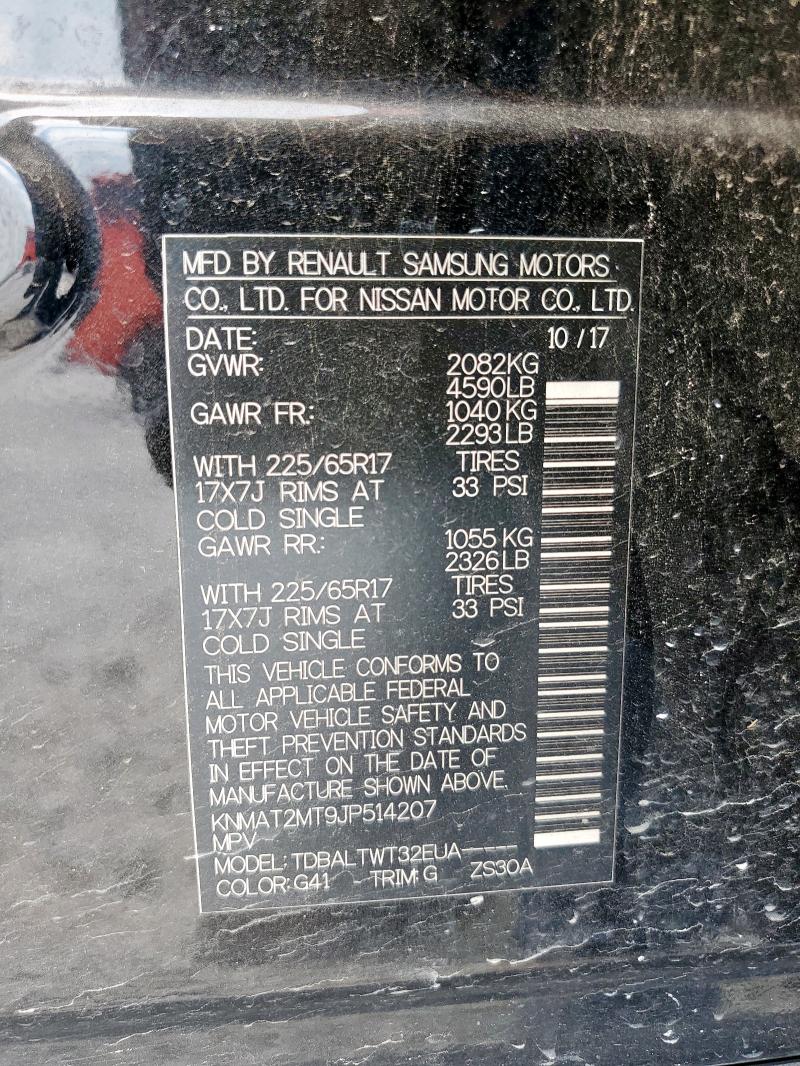 MFD BY RENAULT SAMSUNG MOTORS
CO., LTD. FOR NISSAN MOTOR CO., LTD.
DATE: 10 / 17
GVWR: 2082KG
4590LB
GAWR FR.: 1040KG
2293LB
WITH 225/65R17 TIRES
17X7J RIMS AT 33 PSI
COLD SINGLE
GAWR RR.: 1055KG
2326LB
WITH 225/65R17 TIRES
17X7J RIMS AT 33 PSI
COLD SINGLE
THIS VEHICLE CONFORMS TO
ALL APPLICABLE FEDERAL
MOTOR VEHICLE SAFETY AND
THEFT PREVENTION STANDARDS
IN EFFECT ON THE DATE OF
MANUFACTURE SHOWN ABOVE.
KNMAT2MT9JP514207
MPV
MODEL: TDBALTWT32EUA-----
COLOR: G41 TRIM: G ZS30A